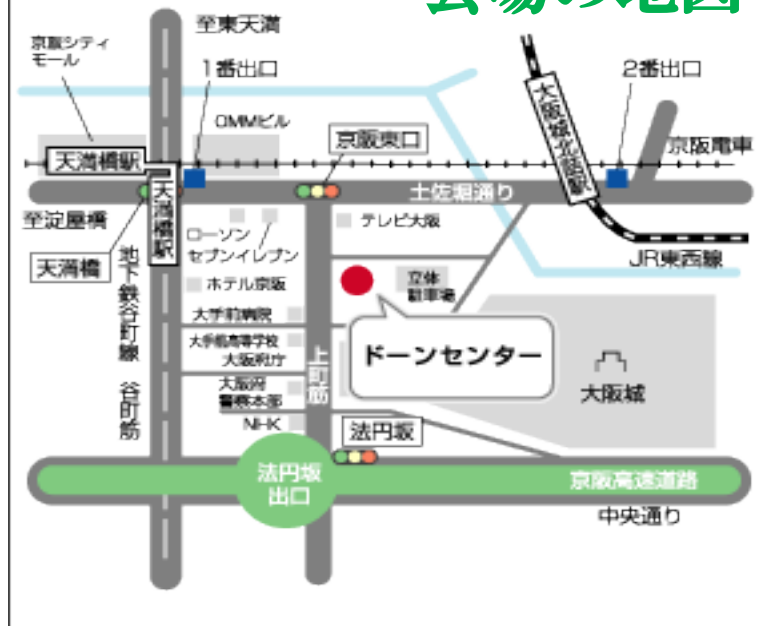 会場の地図
至東天満
京阪シティ
モール
1番出口
2番出口
OMMビル
京阪東口
大阪城北詰駅
京阪電車
天満橋駅
天満橋駅
土佐堀通り
至淀屋橋
天満橋
ローソン
セブンイレブン
テレビ大阪
JR東西線
ホテル京阪
立体
駐車場
地下鉄谷町線 谷町筋
大手前病院
大手前高等学校
大阪府庁
上町筋
ドーンセンター
大阪城
大阪府
警察本部
NHK
法円坂
法円坂
出口
京阪高速道路
中央通り